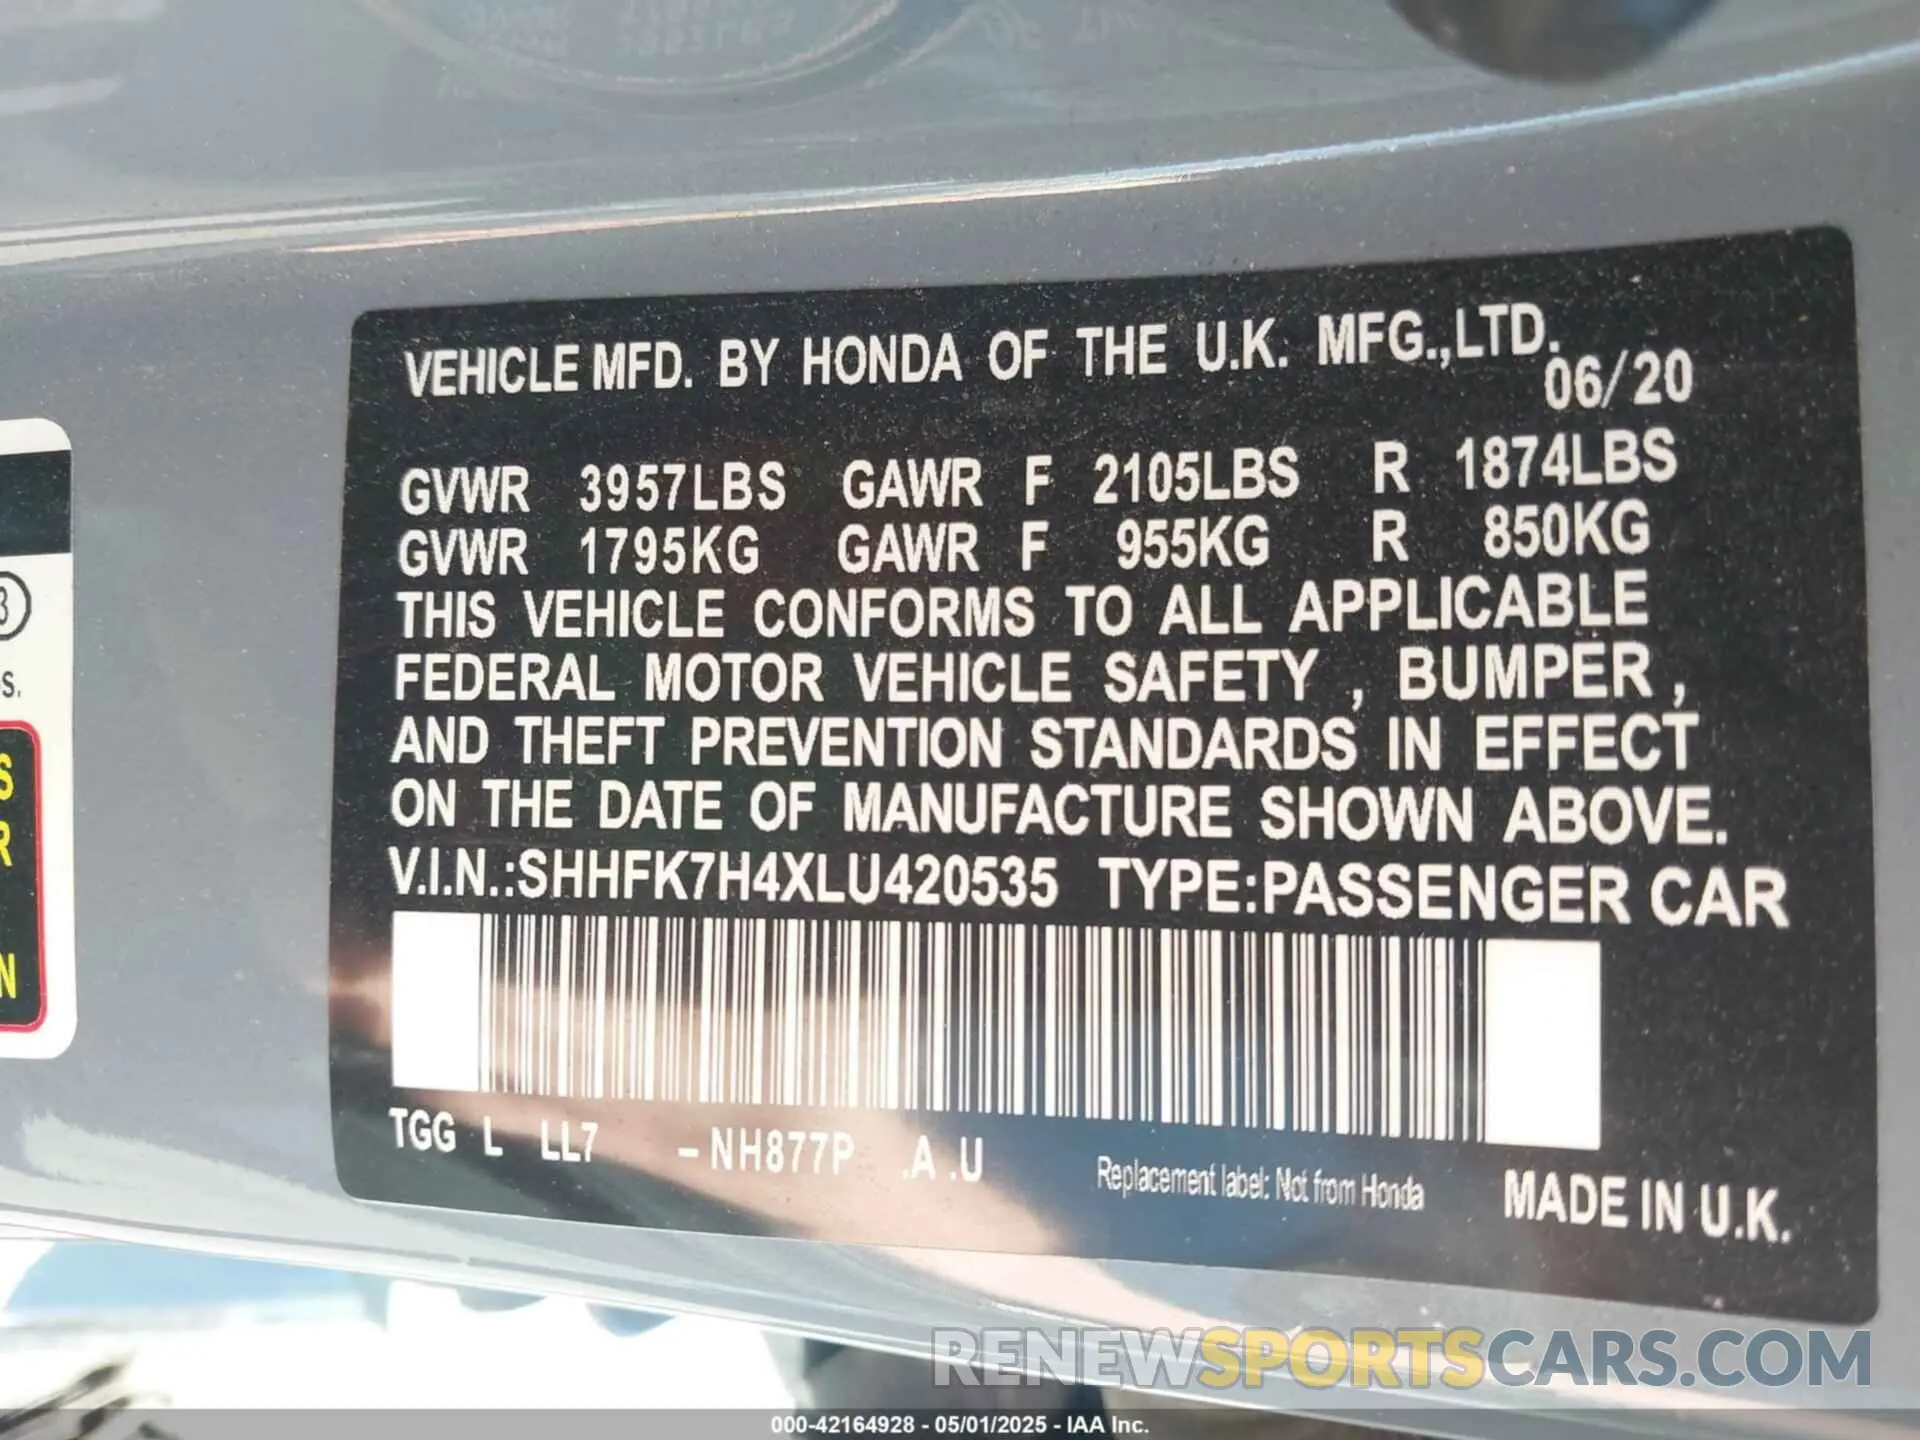 VEHICLE MFD. BY HONDA OF THE U.K. MFG.,LTD.
06/20
GVWR 3957LBS GAWR F 2105LBS R 1874LBS
GVWR 1795KG GAWR F 955KG R 850KG
THIS VEHICLE CONFORMS TO ALL APPLICABLE
FEDERAL MOTOR VEHICLE SAFETY , BUMPER ,
AND THEFT PREVENTION STANDARDS IN EFFECT
ON THE DATE OF MANUFACTURE SHOWN ABOVE.
V.I.N.:SHHFK7H4XLU420535 TYPE:PASSENGER CAR
TGG L LL7 -NH877P .A .U
Replacement label: Not from Honda
MADE IN U.K.
3
S.
S
R
N
RENEWSPORTSCARS.COM
000-42164928 - 05/01/2025 - IAA Inc.